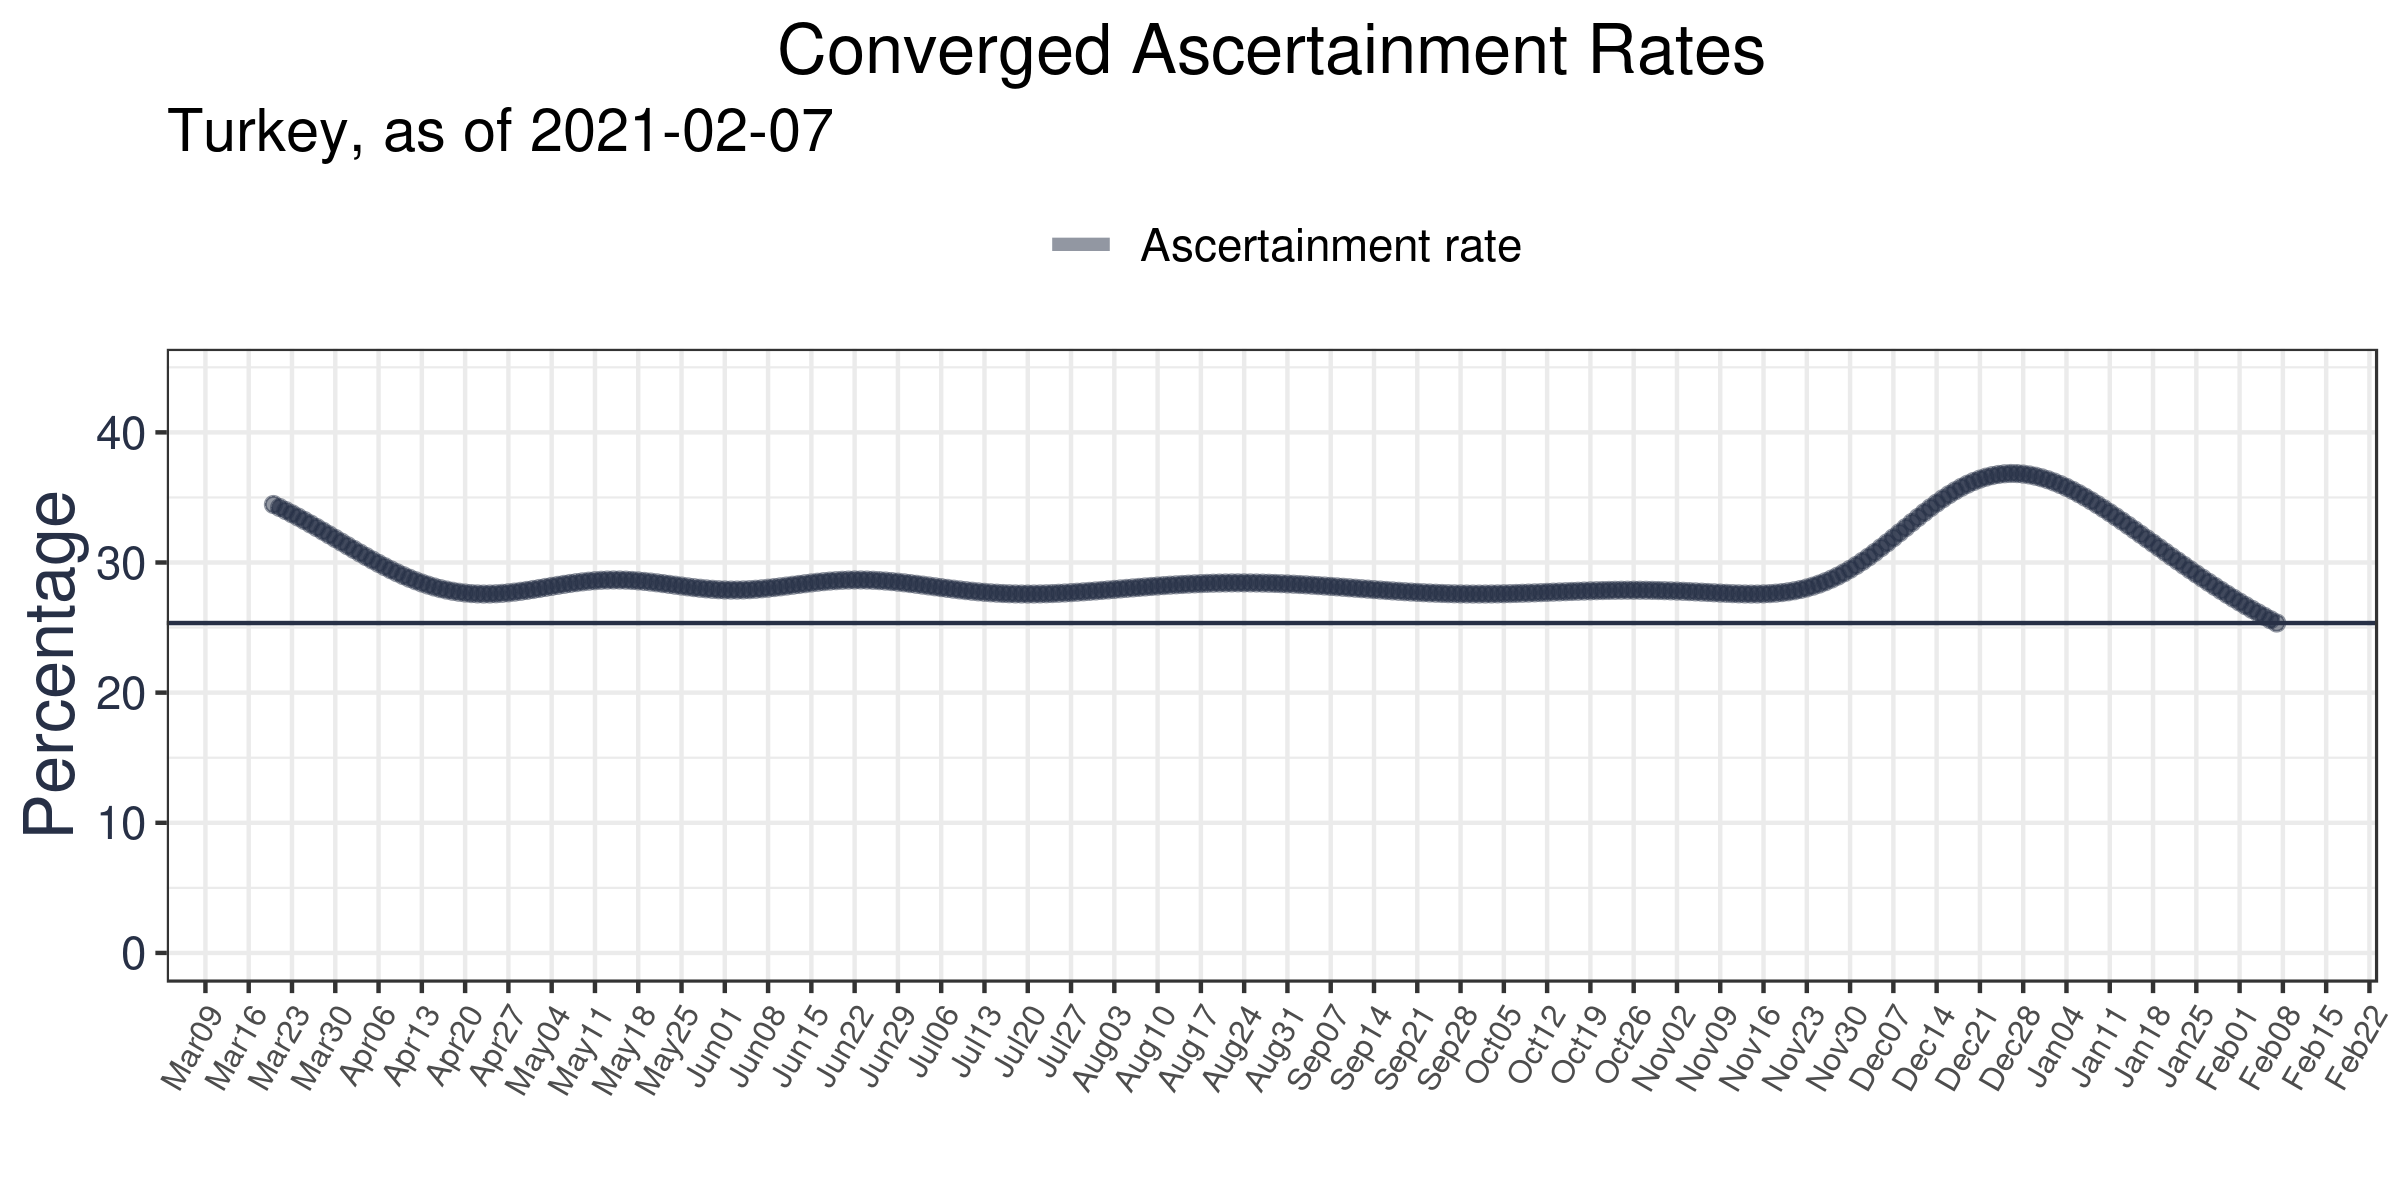 Converged Ascertainment Rates
Turkey, as of 2021-02-07
Ascertainment rate
Percentage
40
30
20
10
0
Mar09 Mar16 Mar23 Mar30 Apr06 Apr13 Apr20 Apr27 May04 May11 May18 May25 Jun01 Jun08 Jun15 Jun22 Jun29 Jul06 Jul13 Jul20 Jul27 Aug03 Aug10 Aug17 Aug24 Aug31 Sep07 Sep14 Sep21 Sep28 Oct05 Oct12 Oct19 Oct26 Nov02 Nov09 Nov16 Nov23 Nov30 Dec07 Dec14 Dec21 Dec28 Jan04 Jan11 Jan18 Jan25 Feb01 Feb08 Feb15 Feb22